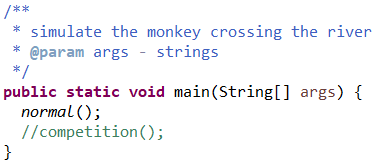 /**
 * simulate the monkey crossing the river
 * @param args - strings
 */
public static void main(String[] args) {
  normal();
  //competition();
}